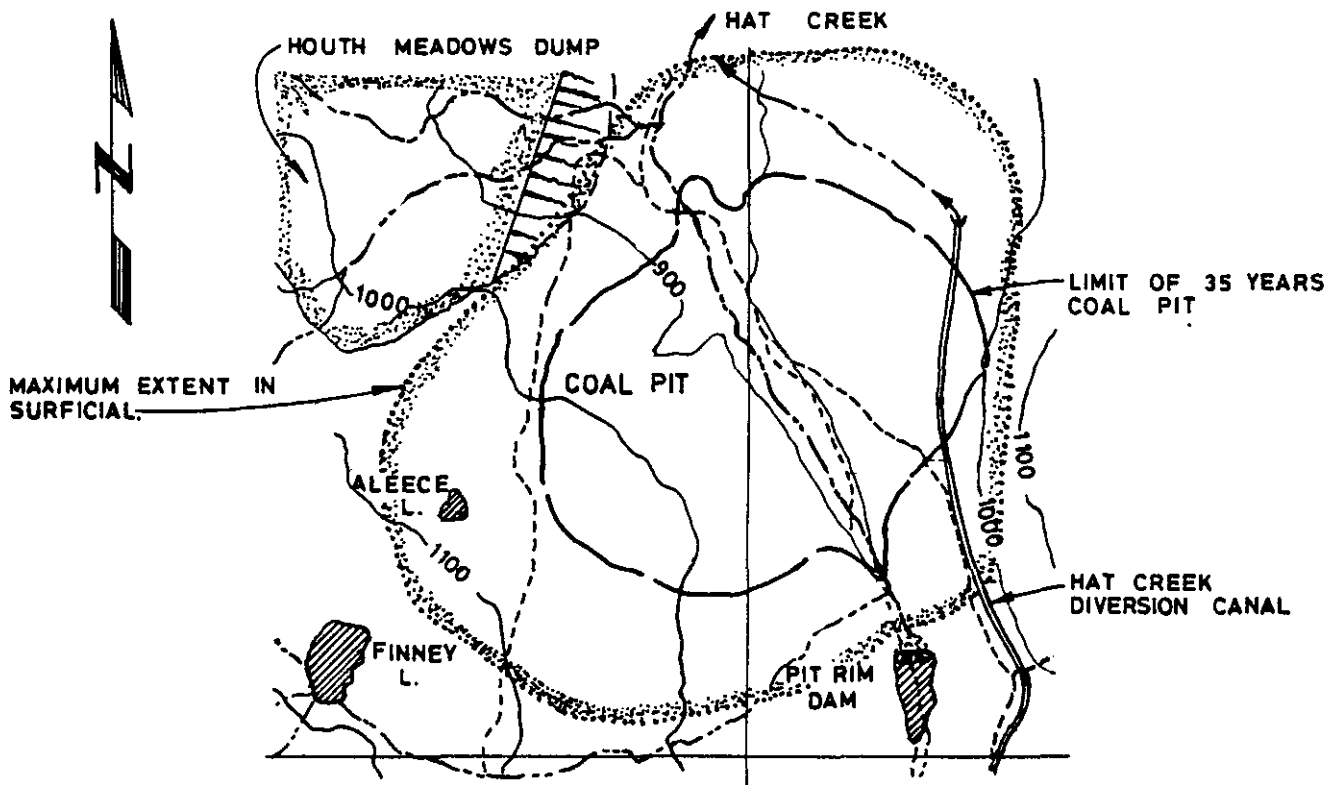 HAT CREEK
HOUTH MEADOWS DUMP
N
1000
900
LIMIT OF 35 YEARS
COAL PIT
MAXIMUM EXTENT IN
SURFICIAL
COAL PIT
ALEECE
L.
1100
1100
1000
FINNEY
L.
PIT RIM
DAM
HAT CREEK
DIVERSION CANAL